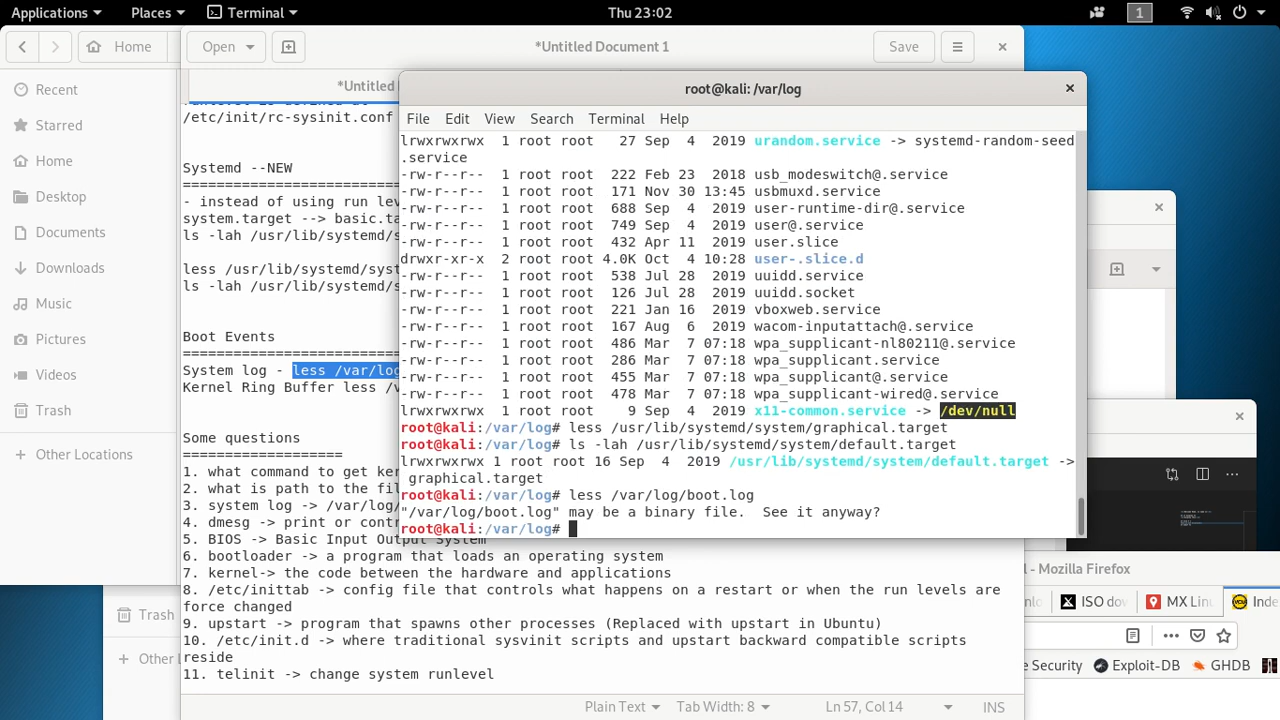 Applications
Places
Terminal
Thu 23:02
1
Home
Open
*Untitled Document 1
Save
Recent
Starred
Home
Desktop
Documents
Downloads
Music
Pictures
Videos
Trash
Other Locations
*Untitled
/etc/init/rc-sysinit.conf
Systemd --NEW
- instead of using run
system.target -->
ls -lah
less
ls -lah
Boot Events
System log - less
Kernel Ring Buffer less
Some questions
===================
1. what command to get
2. what is path to the
3. system log ->
4. dmesg -> print or
5. BIOS -> Basic Input Output System
6. bootloader -> a program that loads an operating system
7. kernel-> the code between the hardware and applications
8. /etc/inittab -> config file that controls what happens on a restart or when the run levels are
force changed
9. upstart -> program that spawns other processes (Replaced with upstart in Ubuntu)
10. /etc/init.d -> where traditional sysvinit scripts and upstart backward compatible scripts
reside
11. telinit -> change system runlevel
Plain Text
Tab Width: 8
Ln 57, Col 14
INS
root@kali: /var/log
File Edit View Search Terminal Help
lrwxrwxrwx 1 root root 27 Sep 4 2019 urandom.service -> systemd-random-seed
.service
-rw-r--r-- 1 root root 222 Feb 23 2018 usb_modeswitch@.service
-rw-r--r-- 1 root root 171 Nov 30 13:45 usbmuxd.service
-rw-r--r-- 1 root root 688 Sep 4 2019 user-runtime-dir@.service
-rw-r--r-- 1 root root 749 Sep 4 2019 user@.service
-rw-r--r-- 1 root root 432 Apr 11 2019 user.slice
drwxr-xr-x 2 root root 4.0K Oct 4 10:28 user-.slice.d
-rw-r--r-- 1 root root 538 Jul 28 2019 uuidd.service
-rw-r--r-- 1 root root 126 Jul 28 2019 uuidd.socket
-rw-r--r-- 1 root root 221 Jan 16 2019 vboxweb.service
-rw-r--r-- 1 root root 167 Aug 6 2019 wacom-inputattach@.service
-rw-r--r-- 1 root root 486 Mar 7 07:18 wpa_supplicant-nl80211@.service
-rw-r--r-- 1 root root 286 Mar 7 07:18 wpa_supplicant.service
-rw-r--r-- 1 root root 455 Mar 7 07:18 wpa_supplicant@.service
-rw-r--r-- 1 root root 478 Mar 7 07:18 wpa_supplicant-wired@.service
lrwxrwxrwx 1 root root 9 Sep 4 2019 x11-common.service -> /dev/null
root@kali:/var/log# less /usr/lib/systemd/system/graphical.target
root@kali:/var/log# ls -lah /usr/lib/systemd/system/default.target
lrwxrwxrwx 1 root root 16 Sep 4 2019 /usr/lib/systemd/system/default.target ->
graphical.target
root@kali:/var/log# less /var/log/boot.log
"/var/log/boot.log" may be a binary file. See it anyway?
root@kali:/var/log#
Trash
Other
- Mozilla Firefox
ISO dow
MX Lin
Inde
Security
Exploit-DB
GHDB